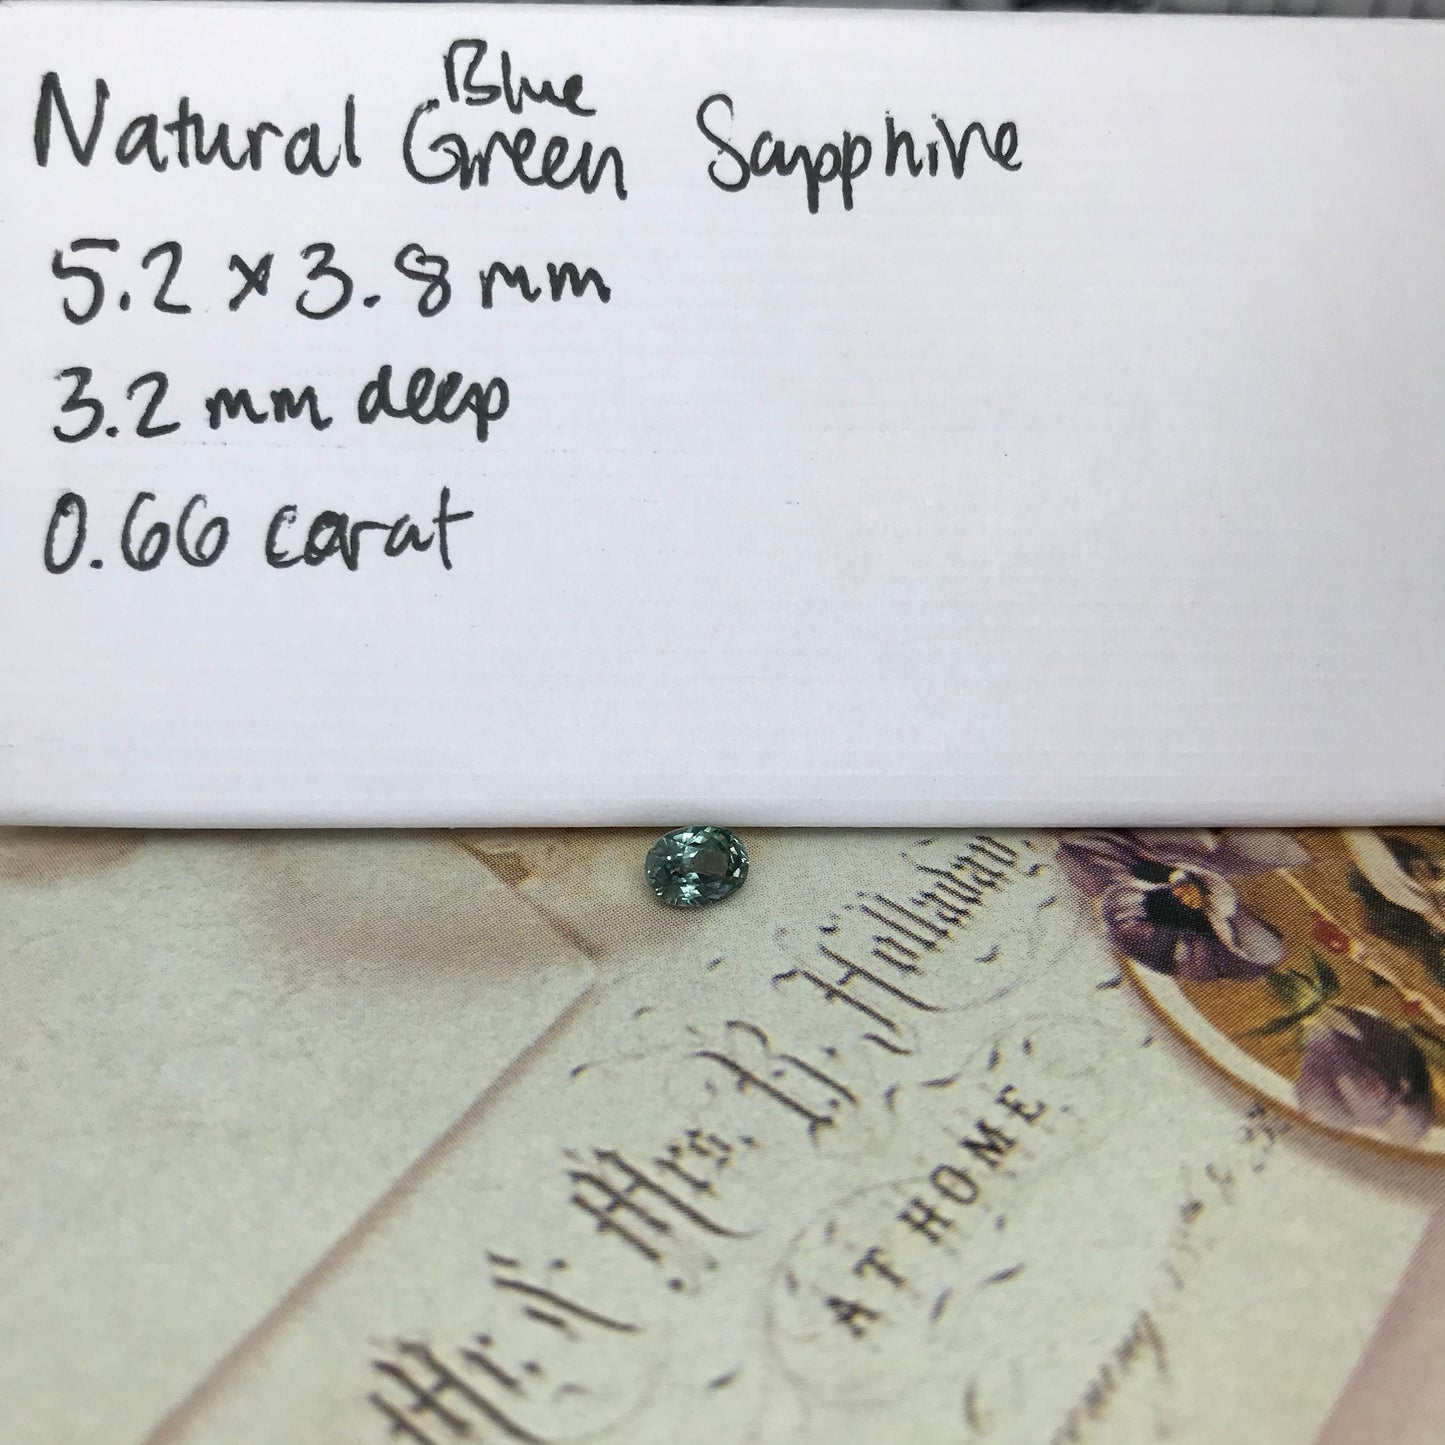 Natural Blue Green Sapphire
5.2 x 3.8 mm
3.2 mm deep
0.66 carat
Mr. & Mrs. B. Holladay,
AT HOME